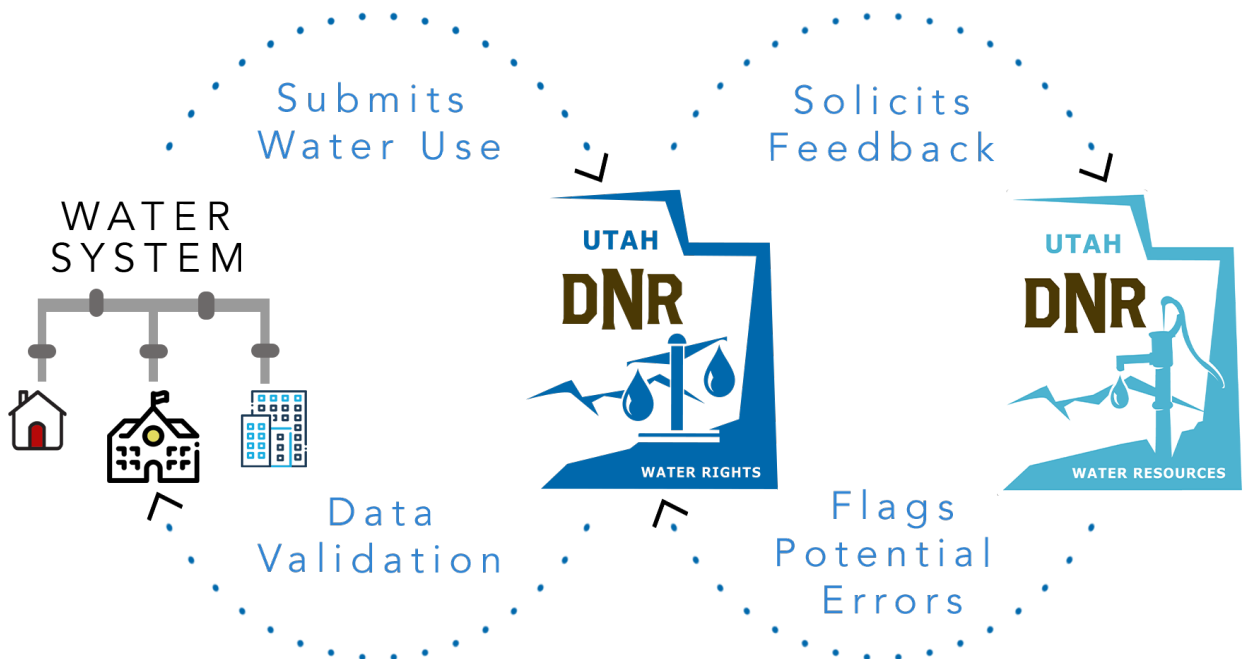 Submits
Water Use
Solicits
Feedback
WATER
SYSTEM
UTAH
DNR
WATER RIGHTS
UTAH
DNR
WATER RESOURCES
Data
Validation
Flags
Potential
Errors